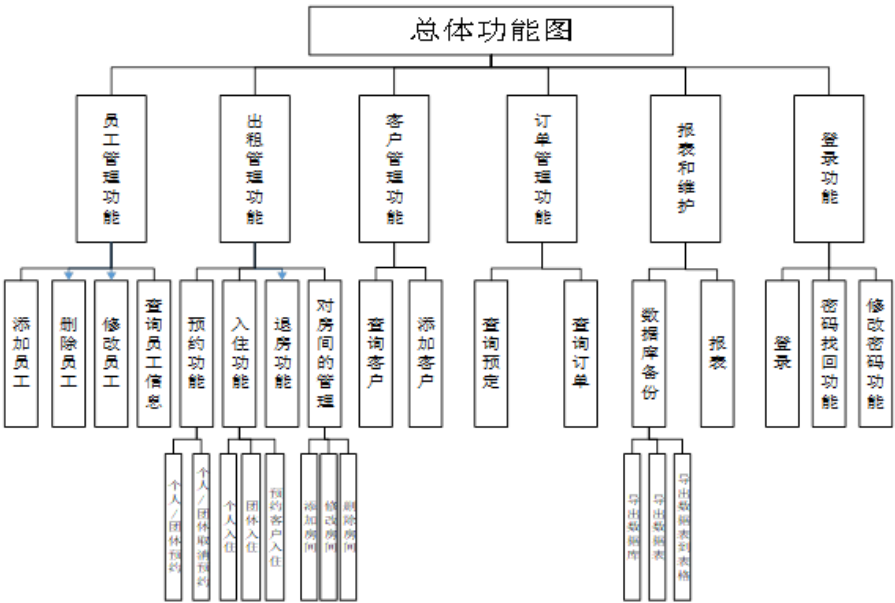 总体功能图
员工管理功能
出租管理功能
客户管理功能
订单管理功能
报表和维护
登录功能
添加员工
删除员工
修改员工
查询员工信息
预约功能
入住功能
退房功能
对房间的管理
查询客户
添加客户
查询预定
查询订单
数据库备份
报表
登录
密码找回功能
修改密码功能
个人/团体预约
个人/团体取消预约
个人入住
团体入住
预约客户入住
添加房间
修改房间
删除房间
导出数据库
导出数据表
导出数据表到表格